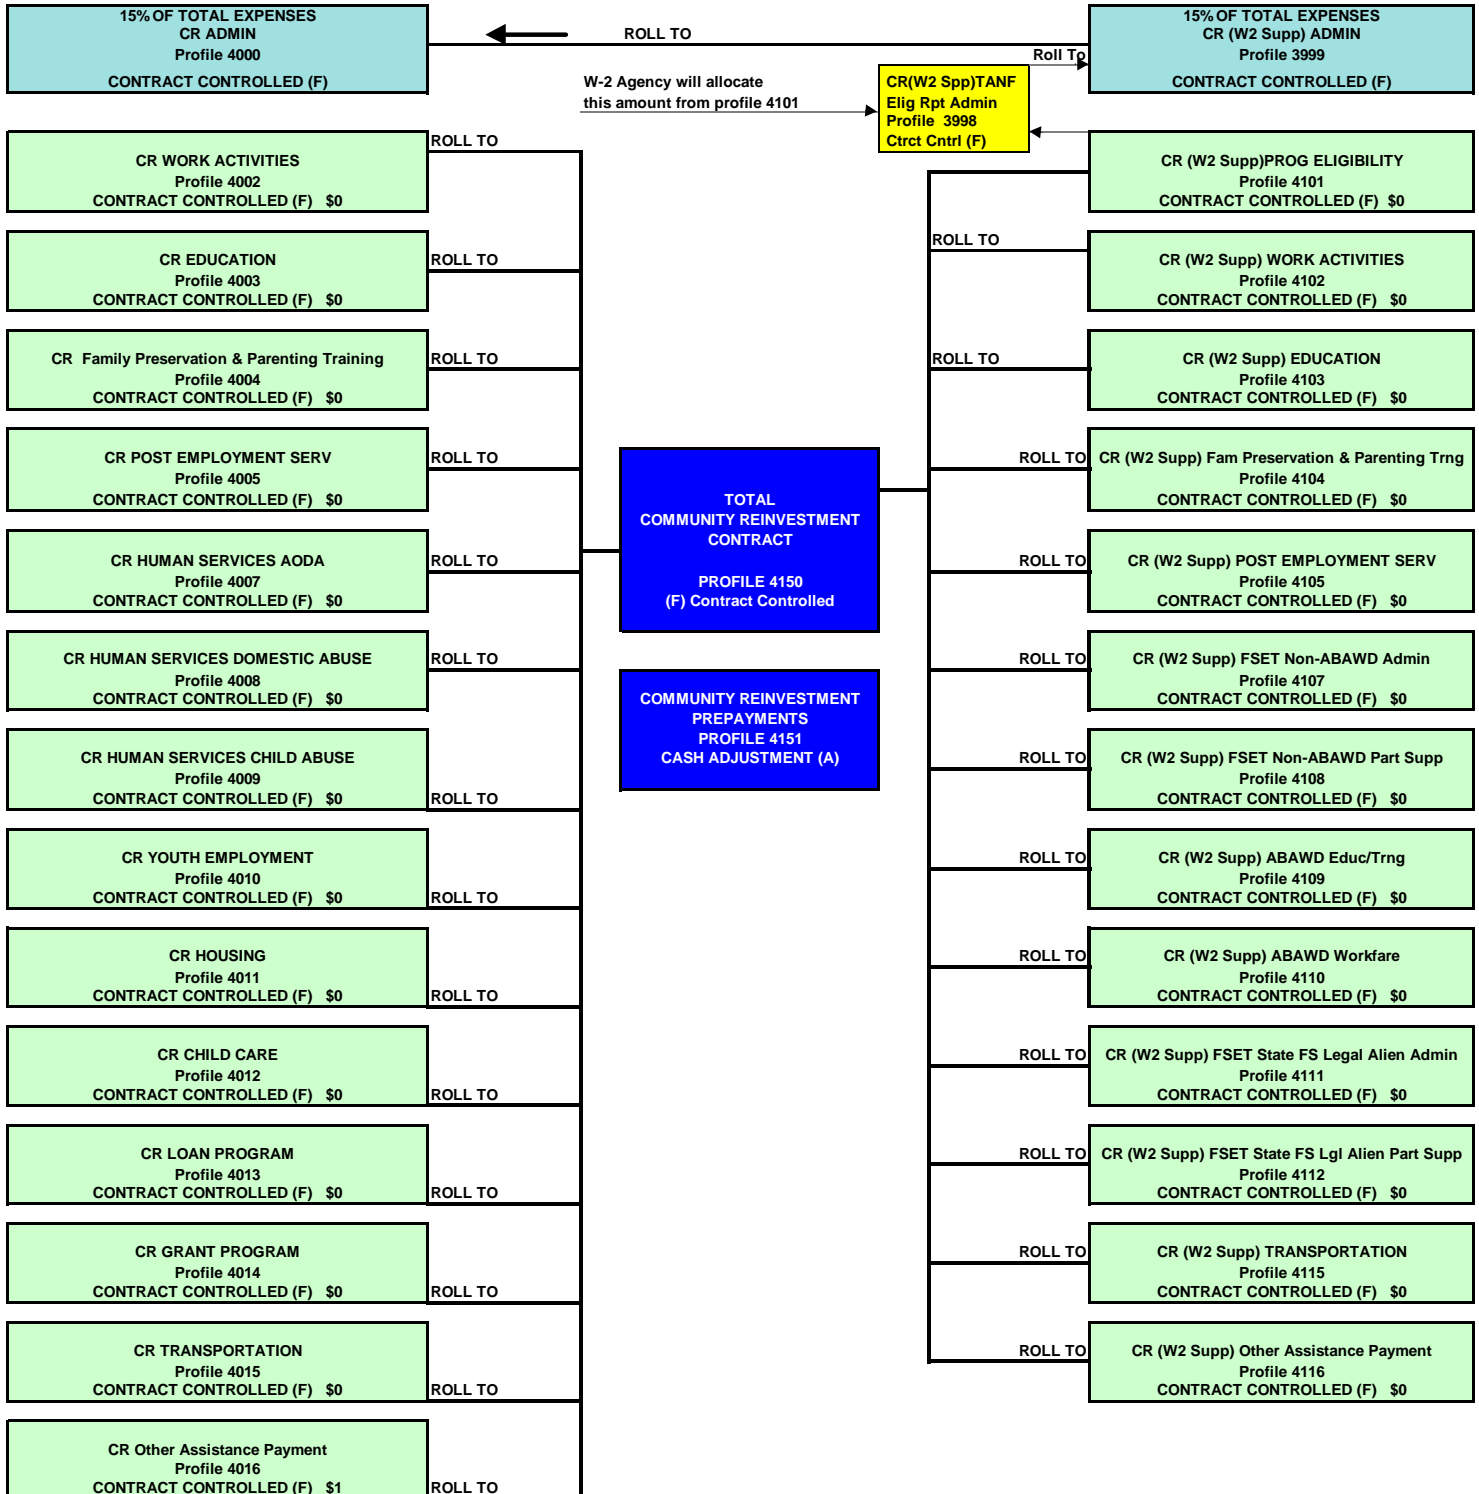 15% OF TOTAL EXPENSES
CR ADMIN
Profile 4000
CONTRACT CONTROLLED (F)
ROLL TO
15% OF TOTAL EXPENSES
CR (W2 Supp) ADMIN
Profile 3999
CONTRACT CONTROLLED (F)
Roll To
W-2 Agency will allocate
this amount from profile 4101
CR(W2 Spp)TANF
Elig Rpt Admin
Profile 3998
Ctrct Cntrl (F)
CR WORK ACTIVITIES
Profile 4002
CONTRACT CONTROLLED (F) $0
ROLL TO
CR EDUCATION
Profile 4003
CONTRACT CONTROLLED (F) $0
ROLL TO
CR Family Preservation & Parenting Training
Profile 4004
CONTRACT CONTROLLED (F) $0
ROLL TO
CR POST EMPLOYMENT SERV
Profile 4005
CONTRACT CONTROLLED (F) $0
ROLL TO
CR HUMAN SERVICES AODA
Profile 4007
CONTRACT CONTROLLED (F) $0
ROLL TO
CR HUMAN SERVICES DOMESTIC ABUSE
Profile 4008
CONTRACT CONTROLLED (F) $0
ROLL TO
CR HUMAN SERVICES CHILD ABUSE
Profile 4009
CONTRACT CONTROLLED (F) $0
ROLL TO
CR YOUTH EMPLOYMENT
Profile 4010
CONTRACT CONTROLLED (F) $0
ROLL TO
CR HOUSING
Profile 4011
CONTRACT CONTROLLED (F) $0
ROLL TO
CR CHILD CARE
Profile 4012
CONTRACT CONTROLLED (F) $0
ROLL TO
CR LOAN PROGRAM
Profile 4013
CONTRACT CONTROLLED (F) $0
ROLL TO
CR GRANT PROGRAM
Profile 4014
CONTRACT CONTROLLED (F) $0
ROLL TO
CR TRANSPORTATION
Profile 4015
CONTRACT CONTROLLED (F) $0
ROLL TO
CR Other Assistance Payment
Profile 4016
CONTRACT CONTROLLED (F) $1
ROLL TO
TOTAL
COMMUNITY REINVESTMENT
CONTRACT
PROFILE 4150
(F) Contract Controlled
COMMUNITY REINVESTMENT
PREPAYMENTS
PROFILE 4151
CASH ADJUSTMENT (A)
CR (W2 Supp)PROG ELIGIBILITY
Profile 4101
CONTRACT CONTROLLED (F) $0
ROLL TO
CR (W2 Supp) WORK ACTIVITIES
Profile 4102
CONTRACT CONTROLLED (F) $0
ROLL TO
CR (W2 Supp) EDUCATION
Profile 4103
CONTRACT CONTROLLED (F) $0
ROLL TO
CR (W2 Supp) Fam Preservation & Parenting Trng
Profile 4104
CONTRACT CONTROLLED (F) $0
ROLL TO
CR (W2 Supp) POST EMPLOYMENT SERV
Profile 4105
CONTRACT CONTROLLED (F) $0
ROLL TO
CR (W2 Supp) FSET Non-ABAWD Admin
Profile 4107
CONTRACT CONTROLLED (F) $0
ROLL TO
CR (W2 Supp) FSET Non-ABAWD Part Supp
Profile 4108
CONTRACT CONTROLLED (F) $0
ROLL TO
CR (W2 Supp) ABAWD Educ/Trng
Profile 4109
CONTRACT CONTROLLED (F) $0
ROLL TO
CR (W2 Supp) ABAWD Workfare
Profile 4110
CONTRACT CONTROLLED (F) $0
ROLL TO
CR (W2 Supp) FSET State FS Legal Alien Admin
Profile 4111
CONTRACT CONTROLLED (F) $0
ROLL TO
CR (W2 Supp) FSET State FS Lgl Alien Part Supp
Profile 4112
CONTRACT CONTROLLED (F) $0
ROLL TO
CR (W2 Supp) TRANSPORTATION
Profile 4115
CONTRACT CONTROLLED (F) $0
ROLL TO
CR (W2 Supp) Other Assistance Payment
Profile 4116
CONTRACT CONTROLLED (F) $0